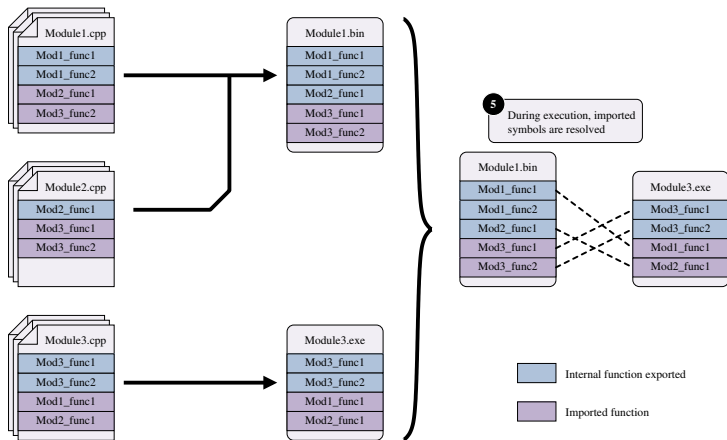 Module1.cpp
Mod1_func1
Mod1_func2
Mod2_func1
Mod3_func2
Module2.cpp
Mod2_func1
Mod3_func1
Mod3_func2
Module3.cpp
Mod3_func1
Mod3_func2
Mod1_func1
Mod2_func1
Module1.bin
Mod1_func1
Mod1_func2
Mod2_func1
Mod3_func1
Mod3_func2
Module3.exe
Mod3_func1
Mod3_func2
Mod1_func1
Mod2_func1
5
During execution, imported
symbols are resolved
Module1.bin
Mod1_func1
Mod1_func2
Mod2_func1
Mod3_func1
Mod3_func2
Module3.exe
Mod3_func1
Mod3_func2
Mod1_func1
Mod2_func1
Internal function exported
Imported function